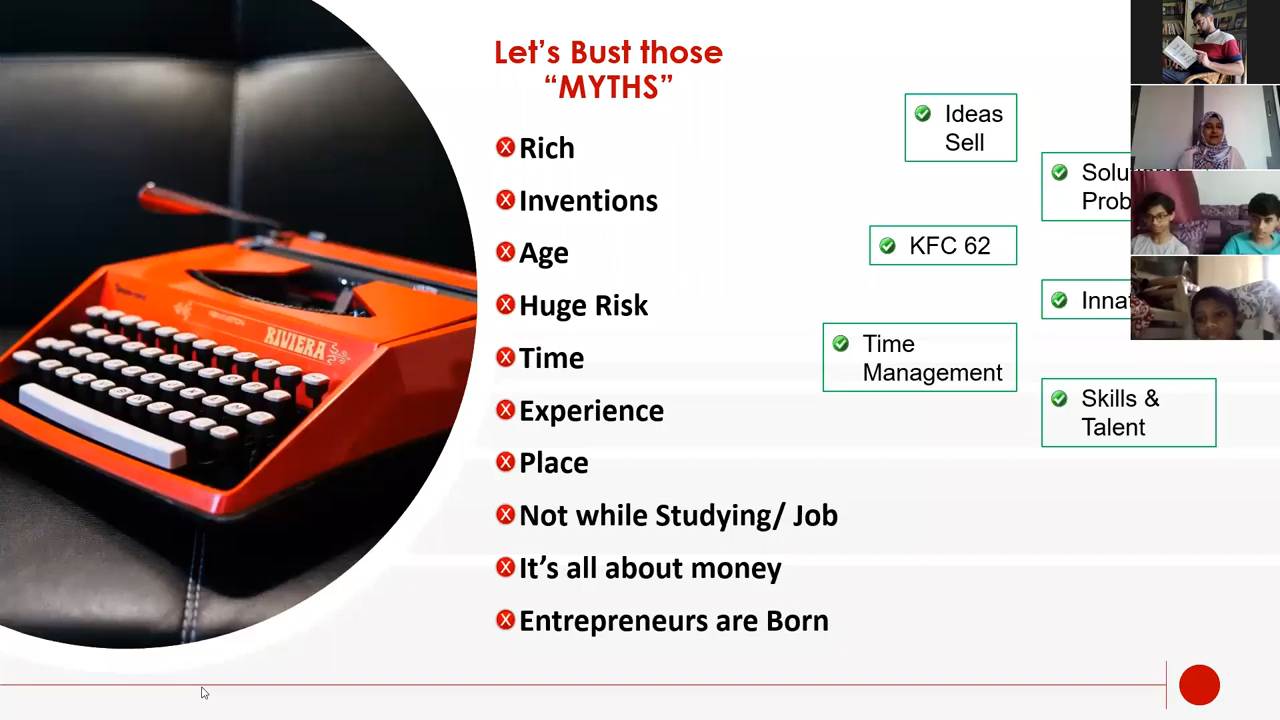 Let’s Bust those
“MYTHS”
Rich
Inventions
Age
Huge Risk
Time
Experience
Place
Not while Studying/ Job
It’s all about money
Entrepreneurs are Born
Ideas
Sell
KFC 62
Time
Management
Skills &
Talent
RIVIERA